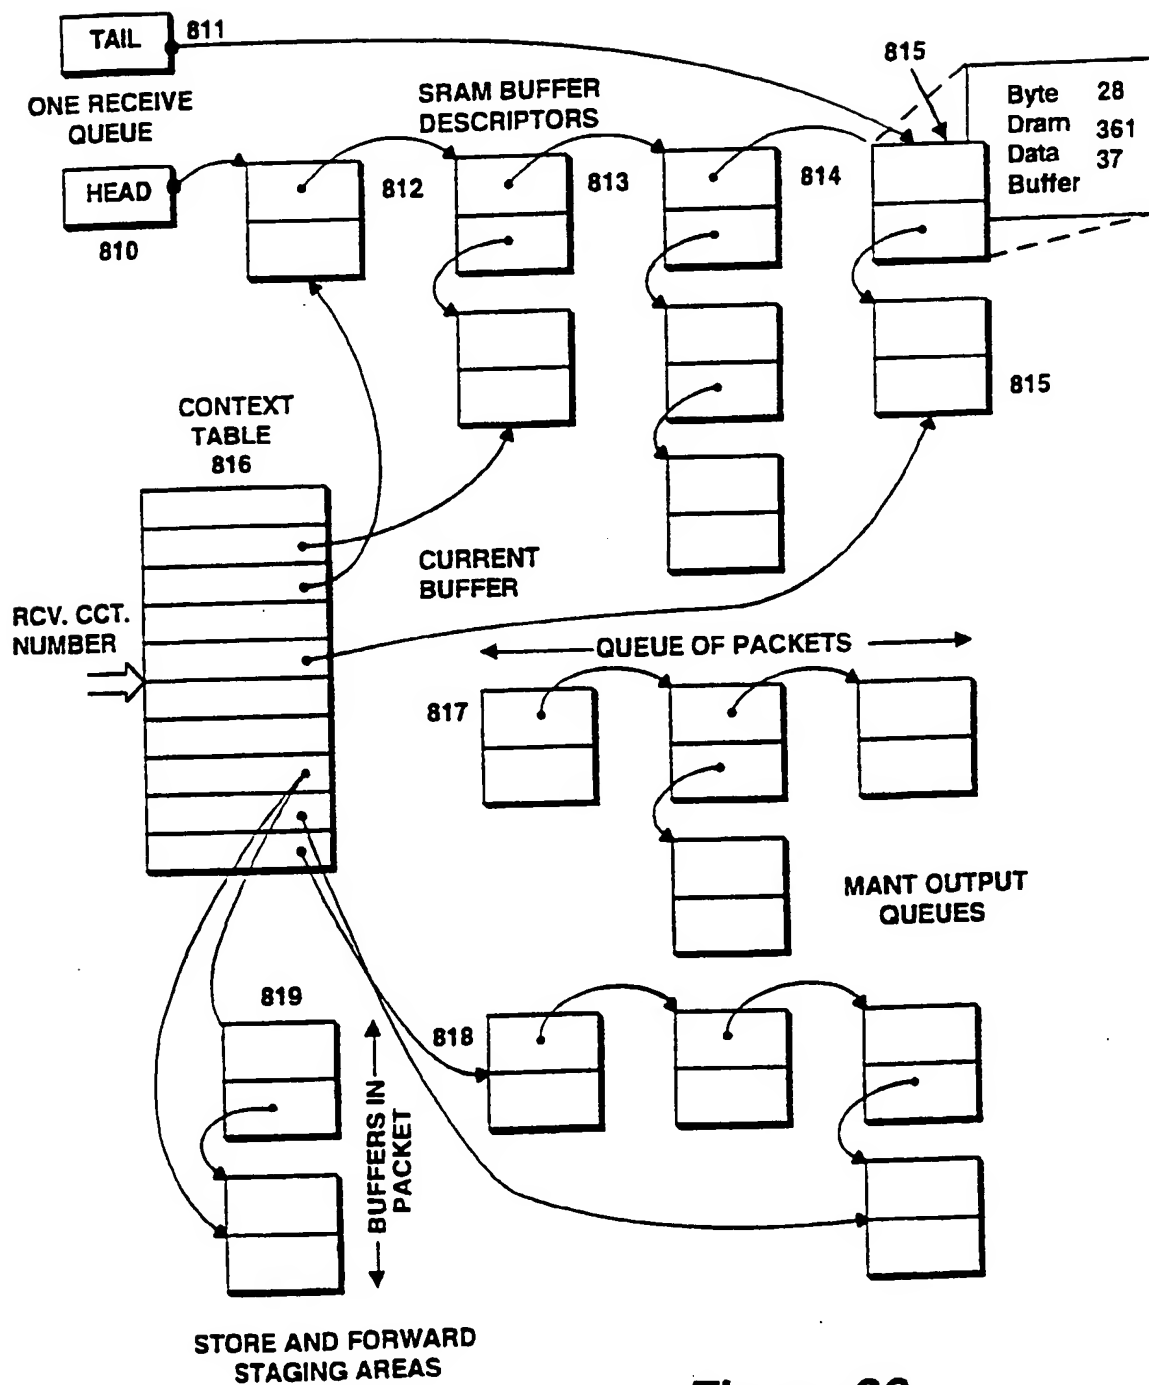 TAIL
811
ONE RECEIVE
QUEUE
HEAD
810
SRAM BUFFER
DESCRIPTORS
812
813
814
815
Byte 28
Dram 361
Data 37
Buffer
815
CONTEXT
TABLE
816
CURRENT
BUFFER
RCV. CCT.
NUMBER
QUEUE OF PACKETS
817
MANT OUTPUT
QUEUES
818
819
BUFFERS IN
PACKET
STORE AND FORWARD
STAGING AREAS